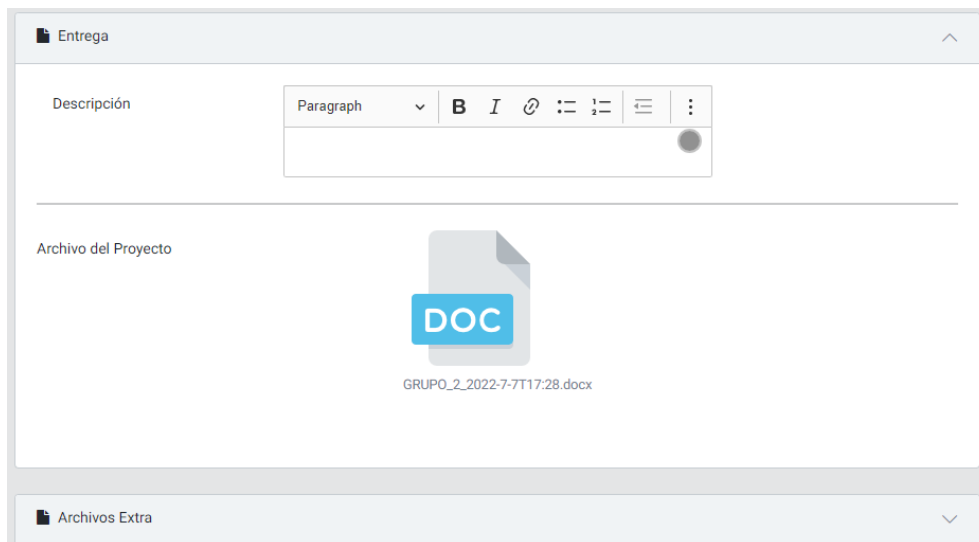 Entrega
Descripción
Paragraph B I
Archivo del Proyecto
DOC
GRUPO_2_2022-7-7T17:28.docx
Archivos Extra